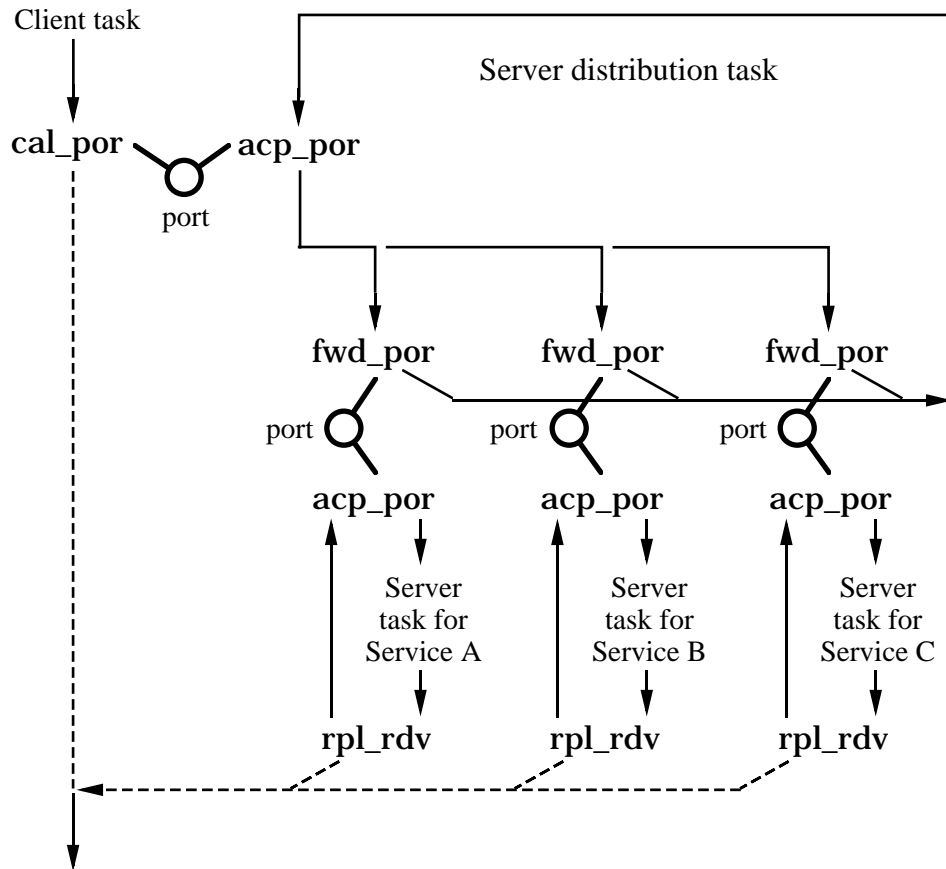 Client task
Server distribution task
cal_por
acp_por
port
fwd_por
fwd_por
fwd_por
port
port
port
acp_por
acp_por
acp_por
Server
task for
Service A
Server
task for
Service B
Server
task for
Service C
rpl_rdv
rpl_rdv
rpl_rdv